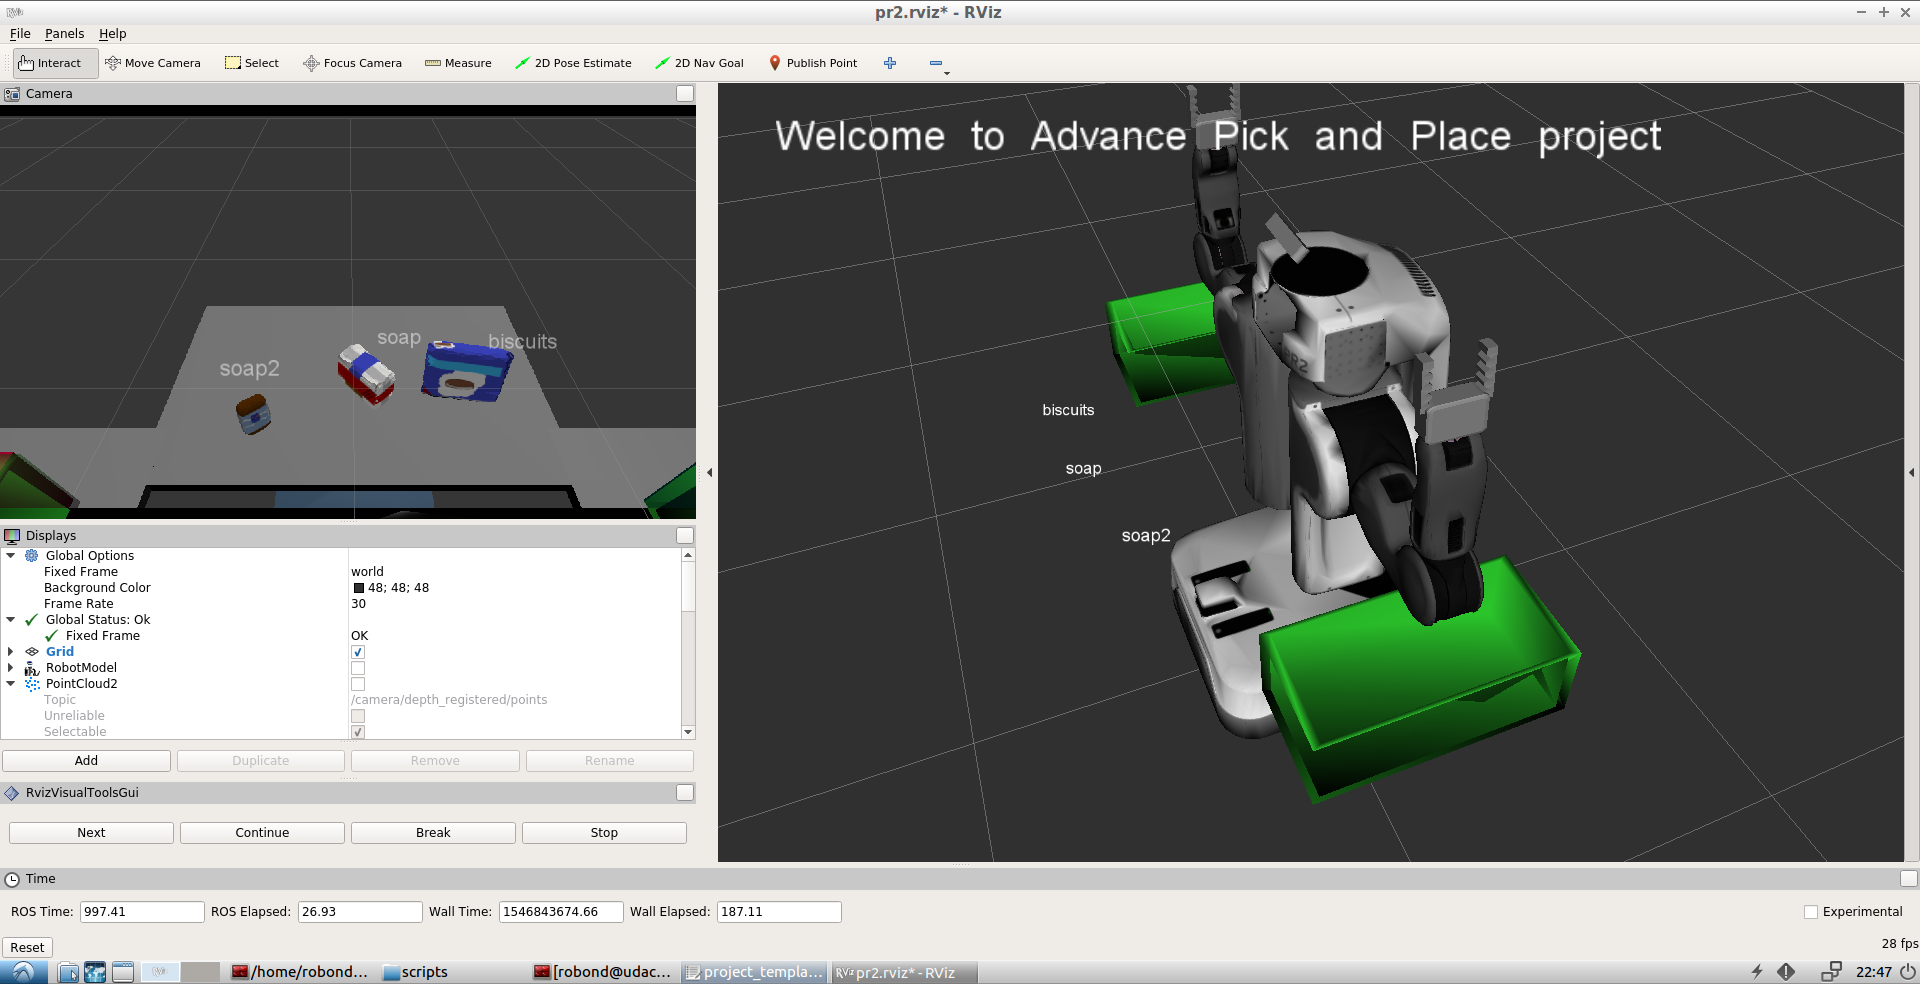 pr2.rviz* - RViz
File Panels Help
Interact Move Camera Select Focus Camera Measure 2D Pose Estimate 2D Nav Goal Publish Point
Camera
soap2
soap
biscuits
Welcome to Advance Pick and Place project
PR2
biscuits
soap
soap2
Displays
Global Options
Fixed Frame world
Background Color 48; 48; 48
Frame Rate 30
Global Status: Ok
Fixed Frame OK
Grid
RobotModel
PointCloud2
Topic /camera/depth_registered/points
Unreliable
Selectable
Add Duplicate Remove Rename
RvizVisualToolsGui
Next Continue Break Stop
Time
ROS Time: 997.41 ROS Elapsed: 26.93 Wall Time: 1546843674.66 Wall Elapsed: 187.11 Experimental
Reset 28 fps
/home/robond... scripts [robond@udac... project_templa... RViz pr2.rviz* - RViz 22:47